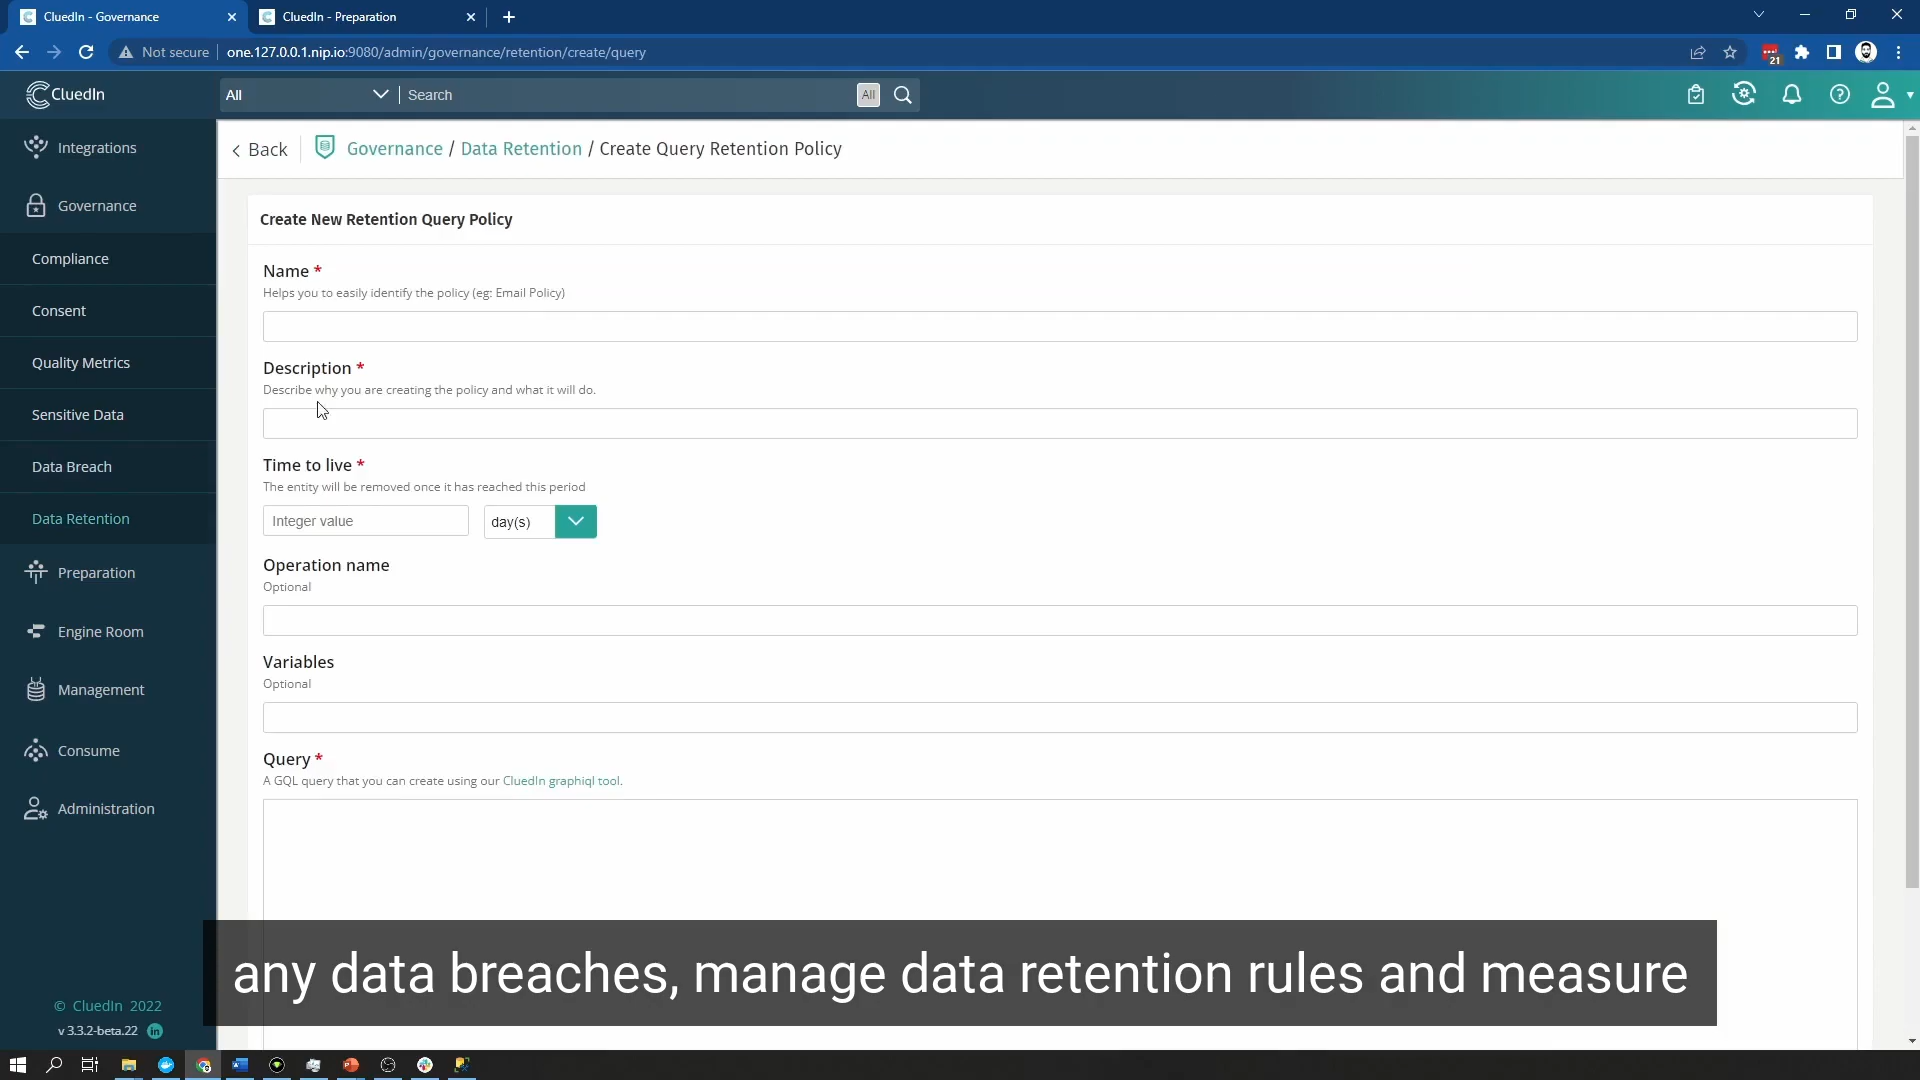 CluedIn - Governance
CluedIn - Preparation
Not secure
one.127.0.0.1.nip.io:9080/admin/governance/retention/create/query
21
CluedIn
All
Search
All
Integrations
Governance
Compliance
Consent
Quality Metrics
Sensitive Data
Data Breach
Data Retention
Preparation
Engine Room
Management
Consume
Administration
© CluedIn 2022
v 3.3.2-beta.22
in
Back
Governance / Data Retention / Create Query Retention Policy
Create New Retention Query Policy
Name *
Helps you to easily identify the policy (eg: Email Policy)
Description *
Describe why you are creating the policy and what it will do.
Time to live *
The entity will be removed once it has reached this period
Integer value
day(s)
Operation name
Optional
Variables
Optional
Query *
A GQL query that you can create using our CluedIn graphiql tool.
any data breaches, manage data retention rules and measure